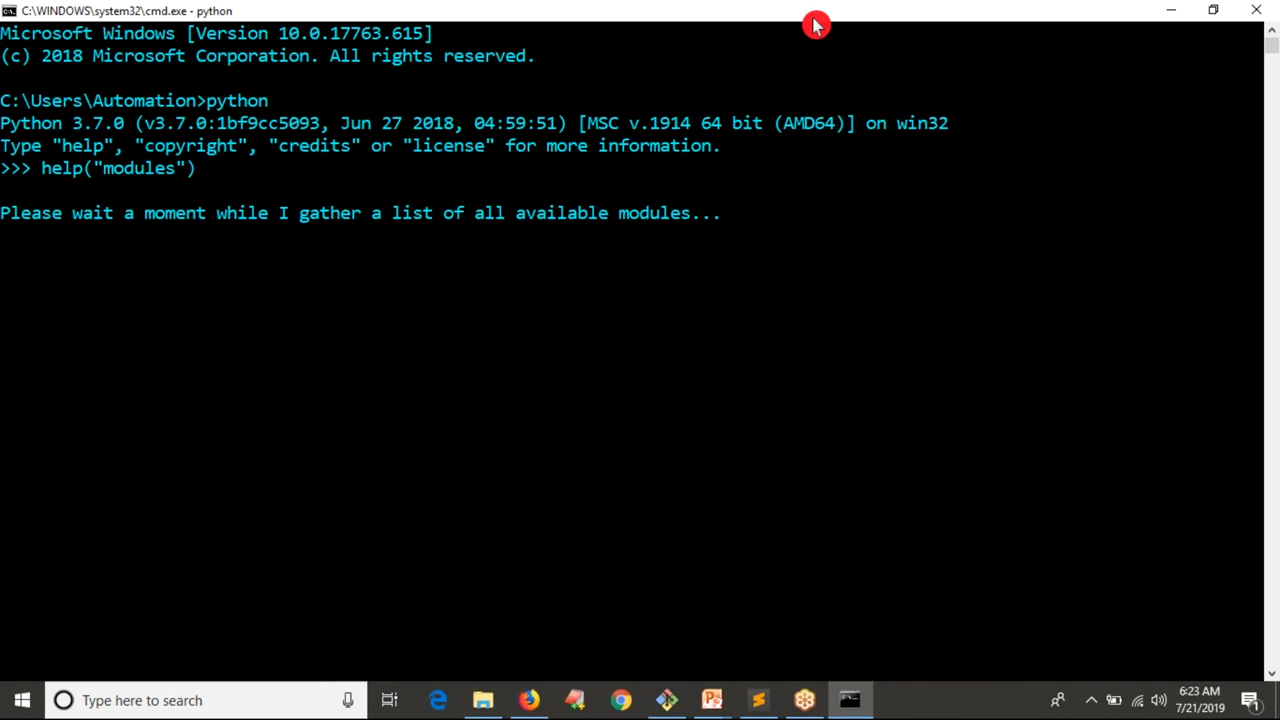 C:\WINDOWS\system32\cmd.exe - python
Microsoft Windows [Version 10.0.17763.615]
(c) 2018 Microsoft Corporation. All rights reserved.
C:\Users\Automation>python
Python 3.7.0 (v3.7.0:1bf9cc5093, Jun 27 2018, 04:59:51) [MSC v.1914 64 bit (AMD64)] on win32
Type "help", "copyright", "credits" or "license" for more information.
>>> help("modules")
Please wait a moment while I gather a list of all available modules...
Type here to search
6:23 AM
7/21/2019
1